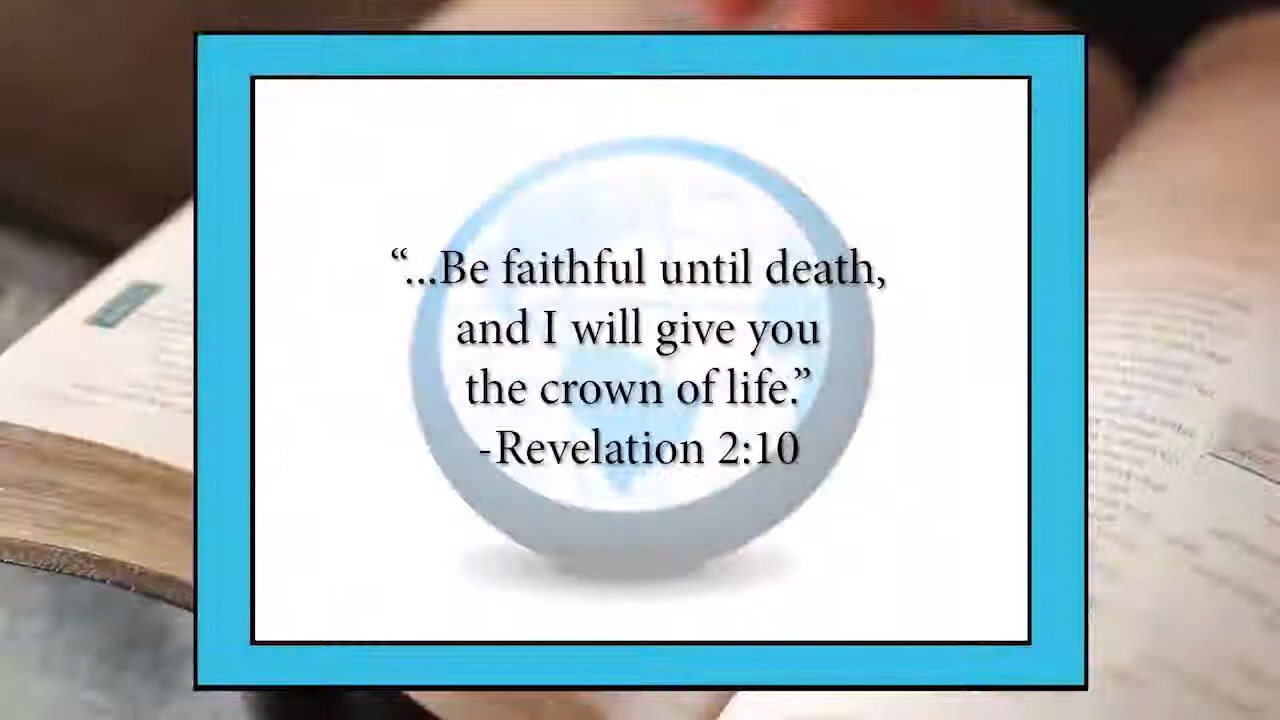 “...Be faithful until death,
and I will give you
the crown of life.”
-Revelation 2:10